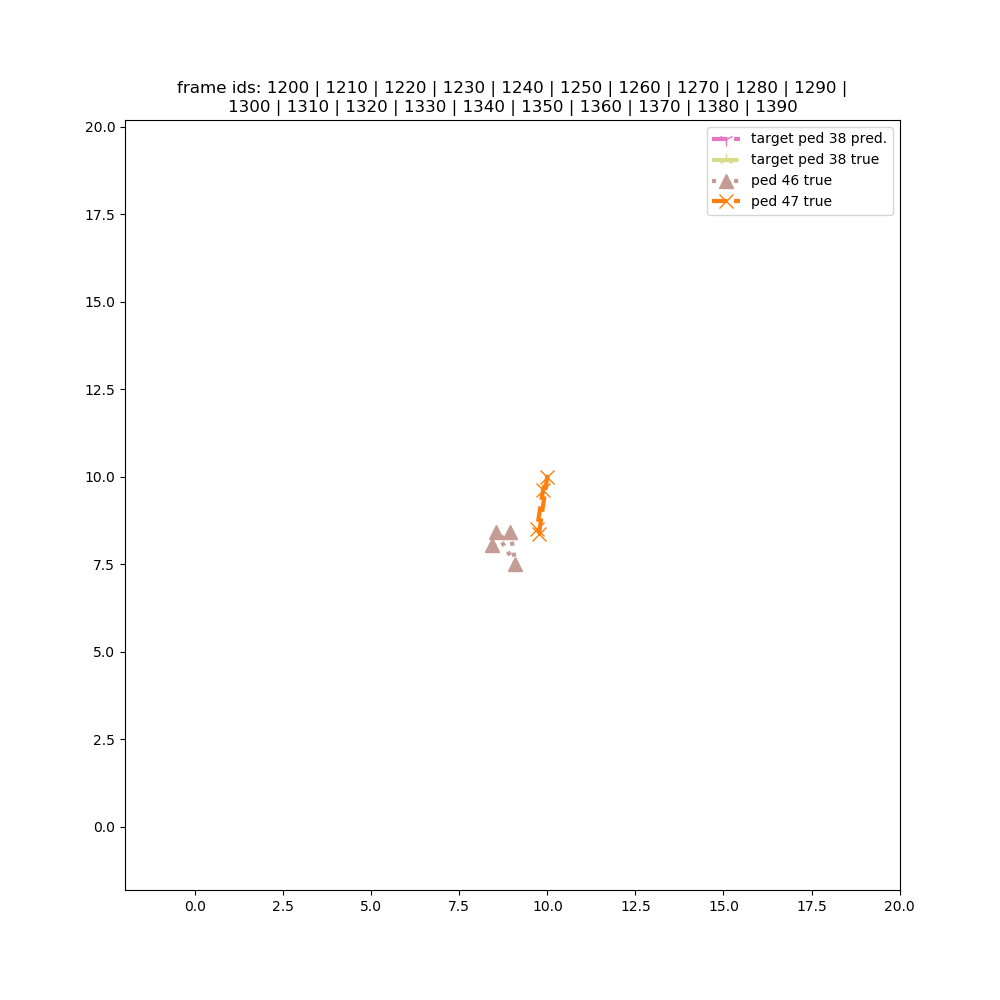 frame ids: 1200 | 1210 | 1220 | 1230 | 1240 | 1250 | 1260 | 1270 | 1280 | 1290 |
1300 | 1310 | 1320 | 1330 | 1340 | 1350 | 1360 | 1370 | 1380 | 1390
target ped 38 pred.
target ped 38 true
ped 46 true
ped 47 true
20.0
17.5
15.0
12.5
10.0
7.5
5.0
2.5
0.0
0.0 2.5 5.0 7.5 10.0 12.5 15.0 17.5 20.0